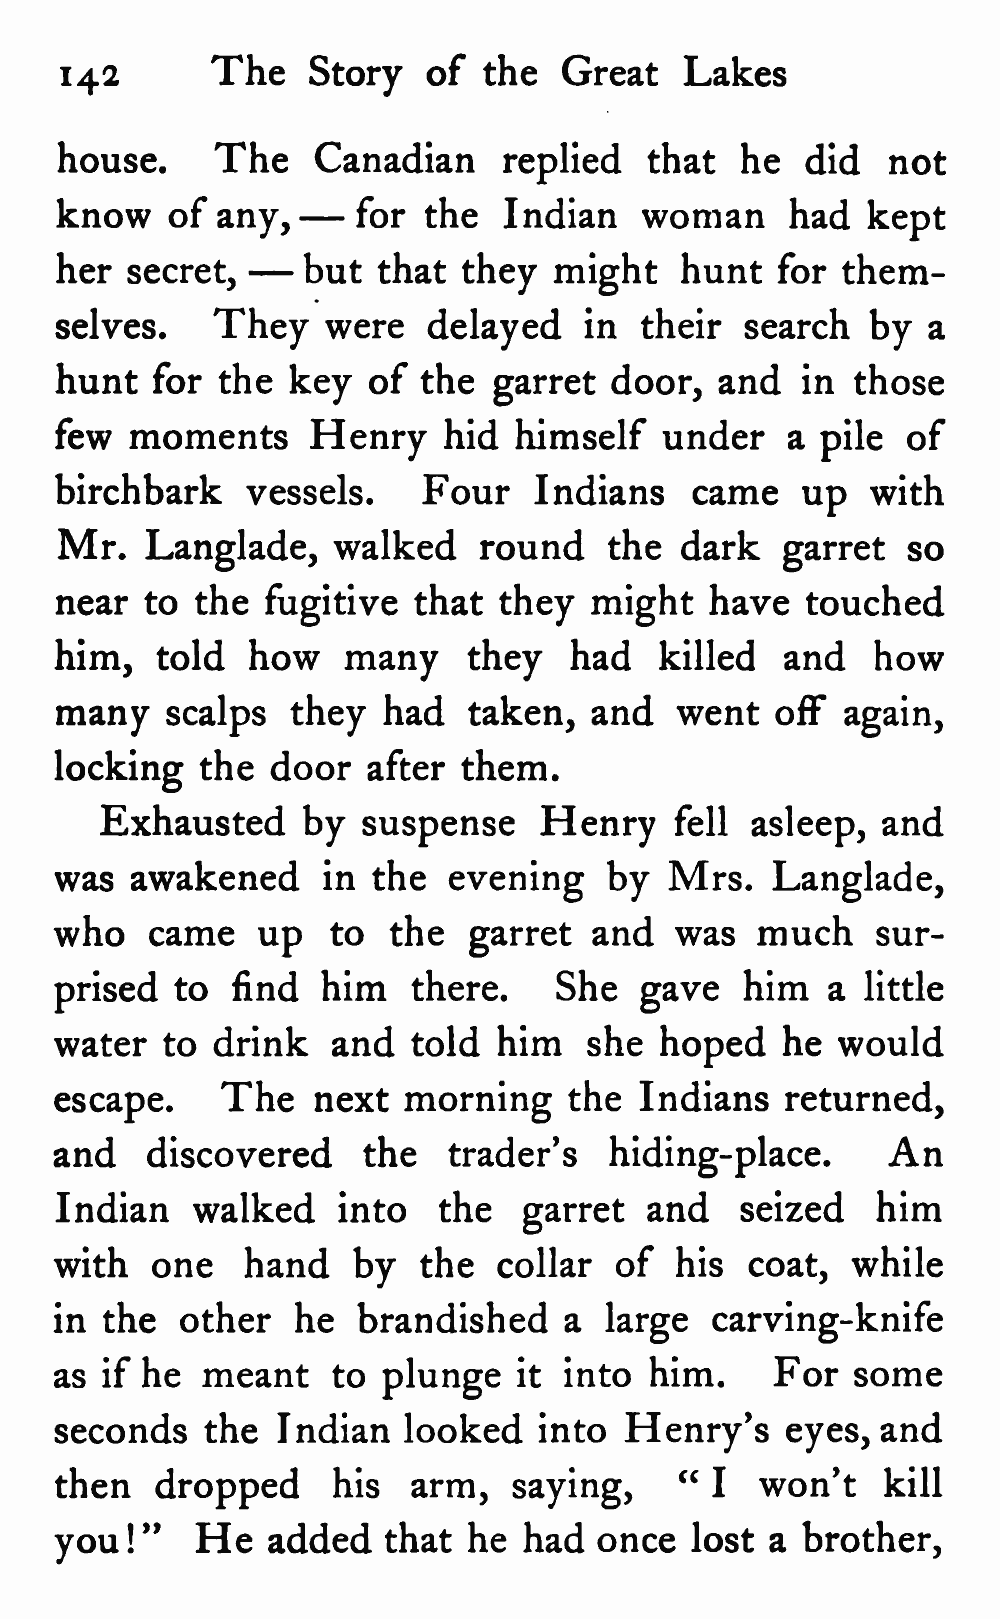 142 The Story of the Great Lakes
house. The Canadian replied that he did not
know of any, — for the Indian woman had kept
her secret, — but that they might hunt for them-
selves. They were delayed in their search by a
hunt for the key of the garret door, and in those
few moments Henry hid himself under a pile of
birchbark vessels. Four Indians came up with
Mr. Langlade, walked round the dark garret so
near to the fugitive that they might have touched
him, told how many they had killed and how
many scalps they had taken, and went off again,
locking the door after them.
Exhausted by suspense Henry fell asleep, and
was awakened in the evening by Mrs. Langlade,
who came up to the garret and was much sur-
prised to find him there. She gave him a little
water to drink and told him she hoped he would
escape. The next morning the Indians returned,
and discovered the trader's hiding-place. An
Indian walked into the garret and seized him
with one hand by the collar of his coat, while
in the other he brandished a large carving-knife
as if he meant to plunge it into him. For some
seconds the Indian looked into Henry's eyes, and
then dropped his arm, saying, “I won't kill
you!” He added that he had once lost a brother,